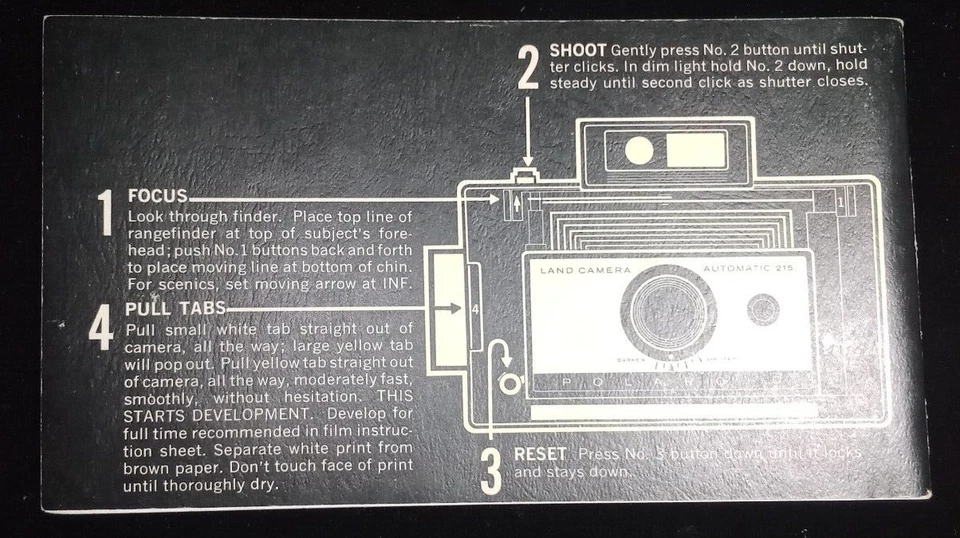 2 SHOOT Gently press No. 2 button until shut-
ter clicks. In dim light hold No. 2 down, hold
steady until second click as shutter closes.
1 FOCUS
Look through finder. Place top line of
rangefinder at top of subject's fore-
head; push No. 1 buttons back and forth
to place moving line at bottom of chin.
For scenics, set moving arrow at INF.
1
LAND CAMERA AUTOMATIC 215
4 PULL TABS
4
Pull small white tab straight out of
camera, all the way; large yellow tab
will pop out. Pull yellow tab straight out
of camera, all the way, moderately fast,
smoothly, without hesitation. THIS
STARTS DEVELOPMENT. Develop for
full time recommended in film instruc-
tion sheet. Separate white print from
brown paper. Don't touch face of print
until thoroughly dry.
DARKEN
POLAROID
3 RESET Press No. 3 button down until it locks
and stays down.